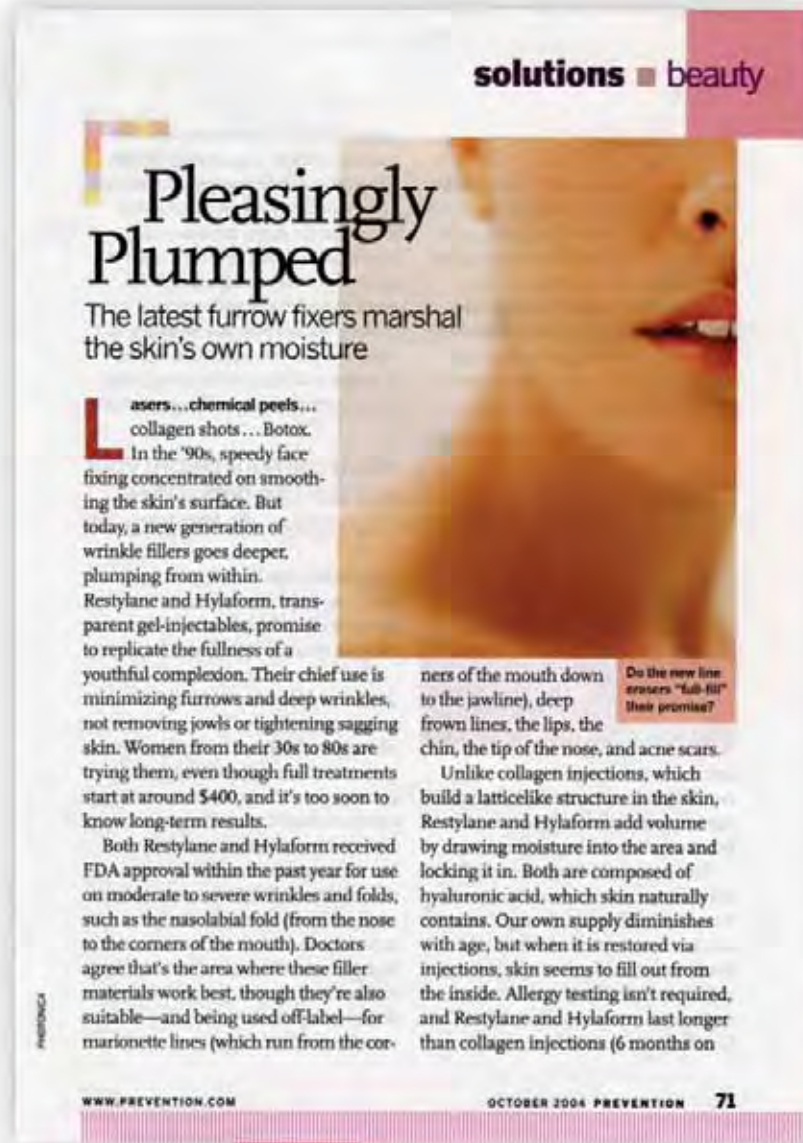 solutions ■ beauty
Pleasingly
Plumped
The latest furrow fixers marshal
the skin's own moisture
Lasers...chemical peels...
collagen shots...Botox.
In the '90s, speedy face
fixing concentrated on smooth-
ing the skin's surface. But
today, a new generation of
wrinkle fillers goes deeper,
plumping from within.
Restylane and Hylaform, trans-
parent gel-injectables, promise
to replicate the fullness of a
youthful complexion. Their chief use is
minimizing furrows and deep wrinkles,
not removing jowls or tightening sagging
skin. Women from their 30s to 80s are
trying them, even though full treatments
start at around $400, and it's too soon to
know long-term results.
Both Restylane and Hylaform received
FDA approval within the past year for use
on moderate to severe wrinkles and folds,
such as the nasolabial fold (from the nose
to the corners of the mouth). Doctors
agree that's the area where these filler
materials work best, though they're also
suitable—and being used off-label—for
marionette lines (which run from the cor-
ners of the mouth down
to the jawline), deep
frown lines, the lips, the
chin, the tip of the nose, and acne scars.
Unlike collagen injections, which
build a latticelike structure in the skin,
Restylane and Hylaform add volume
by drawing moisture into the area and
locking it in. Both are composed of
hyaluronic acid, which skin naturally
contains. Our own supply diminishes
with age, but when it is restored via
injections, skin seems to fill out from
the inside. Allergy testing isn't required,
and Restylane and Hylaform last longer
than collagen injections (6 months on
Do the new line
erasers "full-fill"
their promise?
PHOTONICA
WWW.PREVENTION.COM
OCTOBER 2004 PREVENTION 71